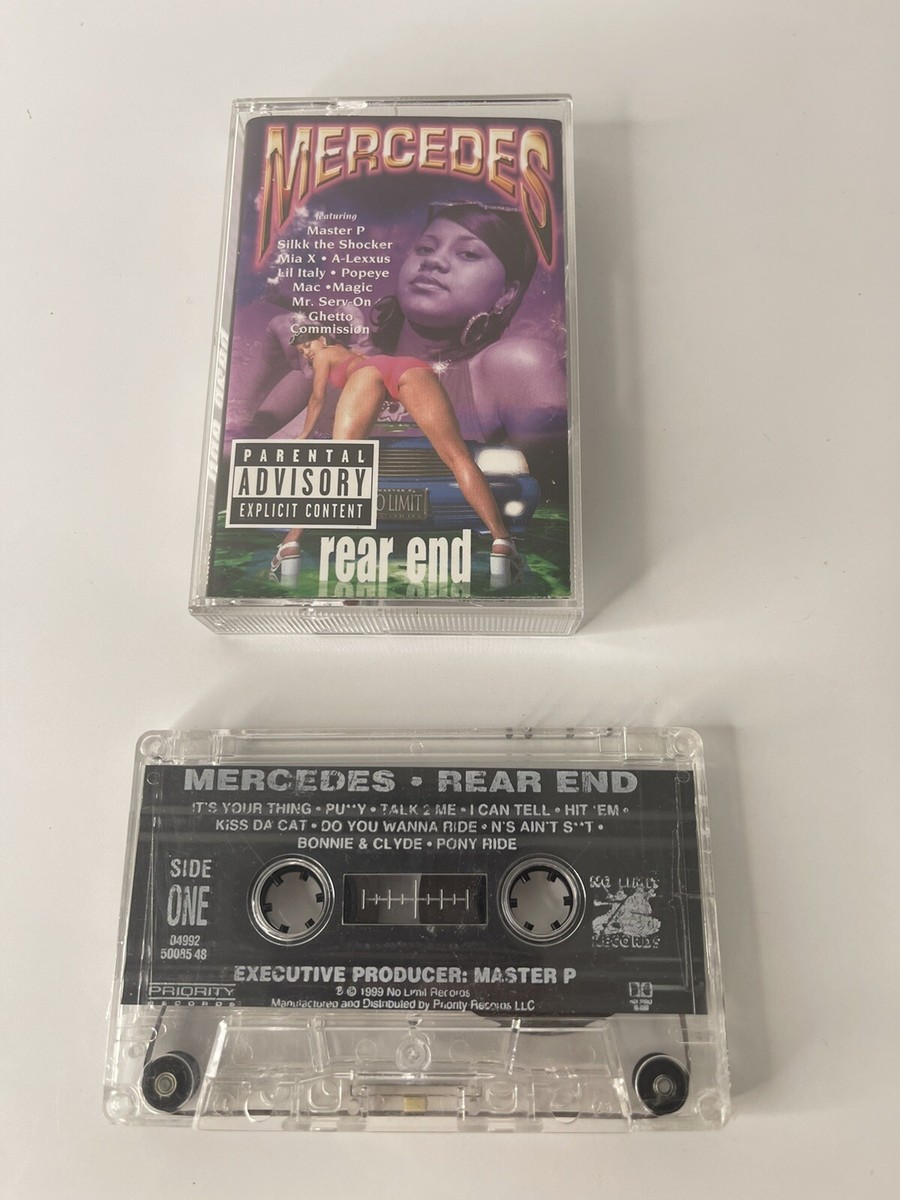 MERCEDES
featuring
Master P
Silkk the Shocker
Mia X • A-Lexxus
Lil Italy • Popeye
Mac •Magic
Mr. Serv-On
Ghetto
Commission
PARENTAL
ADVISORY
EXPLICIT CONTENT
O LIMIT
rear end
MERCEDES • REAR END
IT'S YOUR THING • PU**Y • TALK 2 ME • I CAN TELL • HIT 'EM •
KISS DA CAT • DO YOU WANNA RIDE • N'S AIN'T S**T •
BONNIE & CLYDE • PONY RIDE
SIDE
ONE
NO LIMIT
RECORDS
04992
50085 48
EXECUTIVE PRODUCER: MASTER P
PRIORITY
RECORDS
℗ © 1999 No Limit Records
Manufactured and Distributed by Priority Records LLC